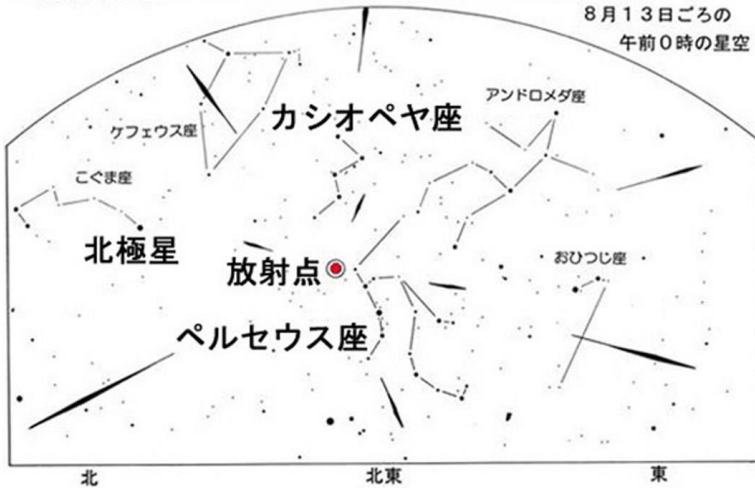 8月13日ごろの
午前0時の星空
アンドロメダ座
カシオペヤ座
ケフェウス座
こぐま座
北極星
放射点
おひつじ座
ペルセウス座
北
北東
東